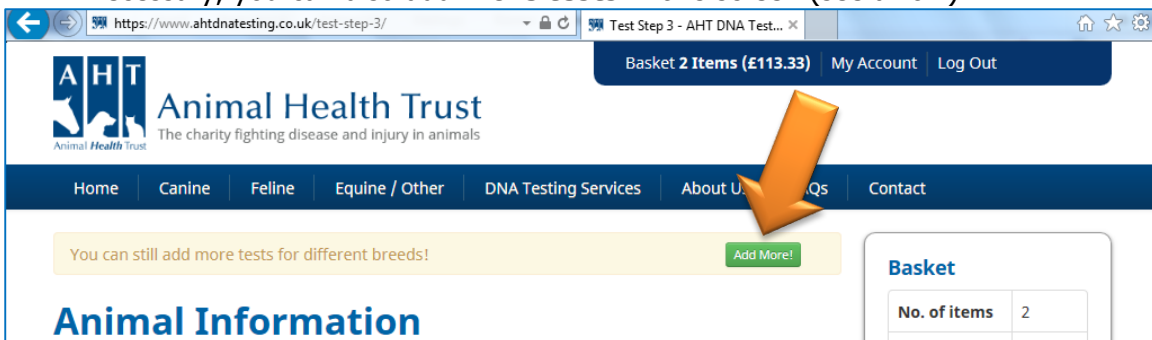 https://www.ahtdnatesting.co.uk/test-step-3/ Test Step 3 - AHT DNA Test...
Basket 2 Items (£113.33) My Account Log Out
AHT
Animal Health Trust
Animal Health Trust
The charity fighting disease and injury in animals
Home Canine Feline Equine / Other DNA Testing Services About Contact
You can still add more tests for different breeds! Add More!
Basket
Animal Information
No. of items 2